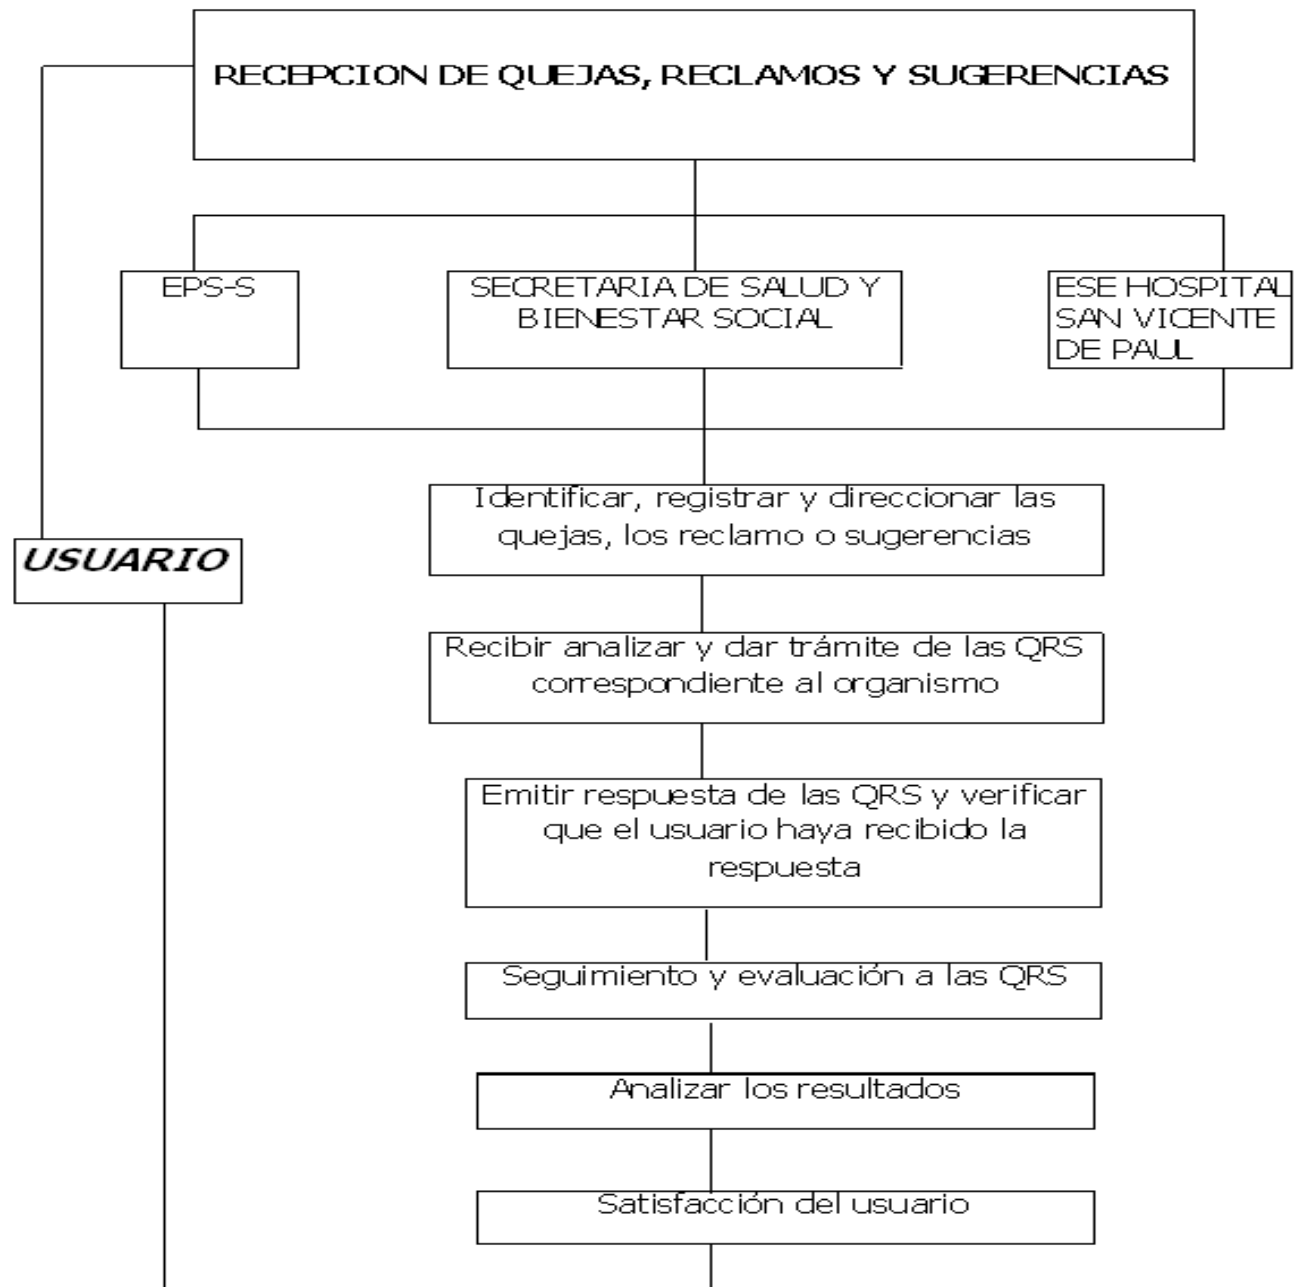 RECEPCION DE QUEJAS, RECLAMOS Y SUGERENCIAS
EPS-S
SECRETARIA DE SALUD Y
BIENESTAR SOCIAL
ESE HOSPITAL
SAN VICENTE
DE PAUL
Identificar, registrar y direccionar las
quejas, los reclamo o sugerencias
USUARIO
Recibir analizar y dar trámite de las QRS
correspondiente al organismo
Emitir respuesta de las QRS y verificar
que el usuario haya recibido la
respuesta
Seguimiento y evaluación a las QRS
Analizar los resultados
Satisfacción del usuario